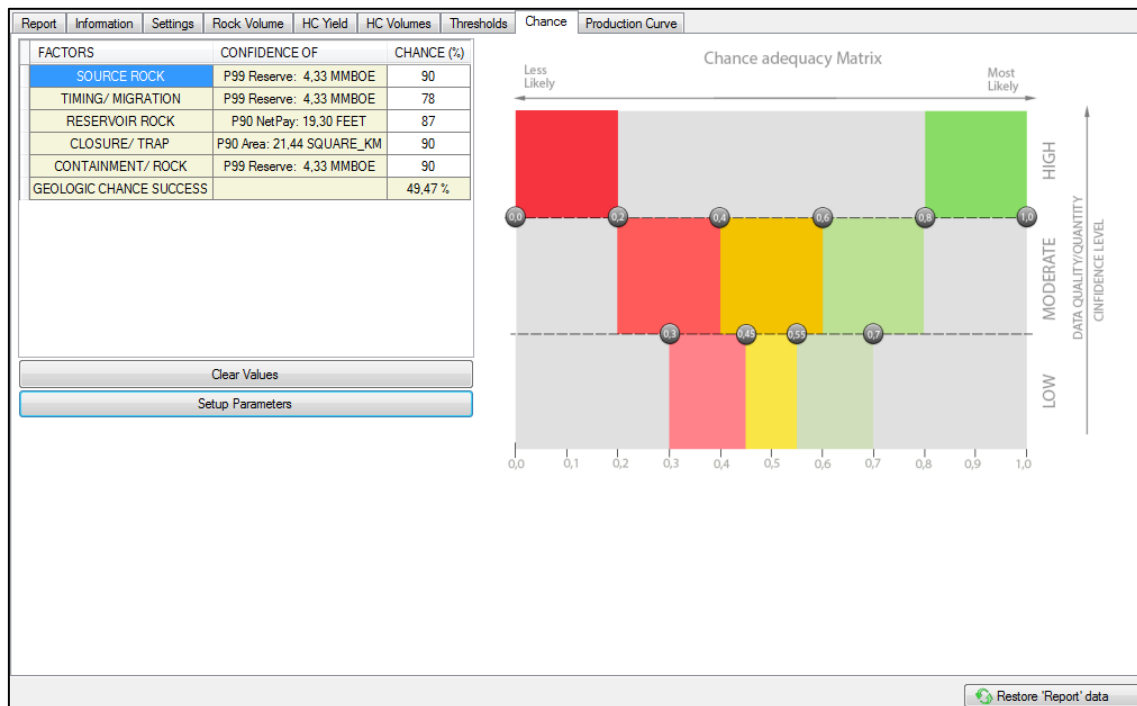 Report Information Settings Rock Volume HC Yield HC Volumes Thresholds Chance Production Curve
FACTORS CONFIDENCE OF CHANCE (%)
SOURCE ROCK P99 Reserve: 4,33 MMBOE 90
TIMING/ MIGRATION P99 Reserve: 4,33 MMBOE 78
RESERVOIR ROCK P90 NetPay: 19,30 FEET 87
CLOSURE/ TRAP P90 Area: 21,44 SQUARE_KM 90
CONTAINMENT/ ROCK P99 Reserve: 4,33 MMBOE 90
GEOLOGIC CHANCE SUCCESS 49,47 %
Clear Values
Setup Parameters
Chance adequacy Matrix
Less
Likely
Most
Likely
HIGH
0,0 0,2 0,4 0,6 0,8 1,0
MODERATE
0,3 0,45 0,55 0,7
LOW
DATA QUALITY/QUANTITY
CINFIDENCE LEVEL
0,0 0,1 0,2 0,3 0,4 0,5 0,6 0,7 0,8 0,9 1,0
Restore 'Report' data